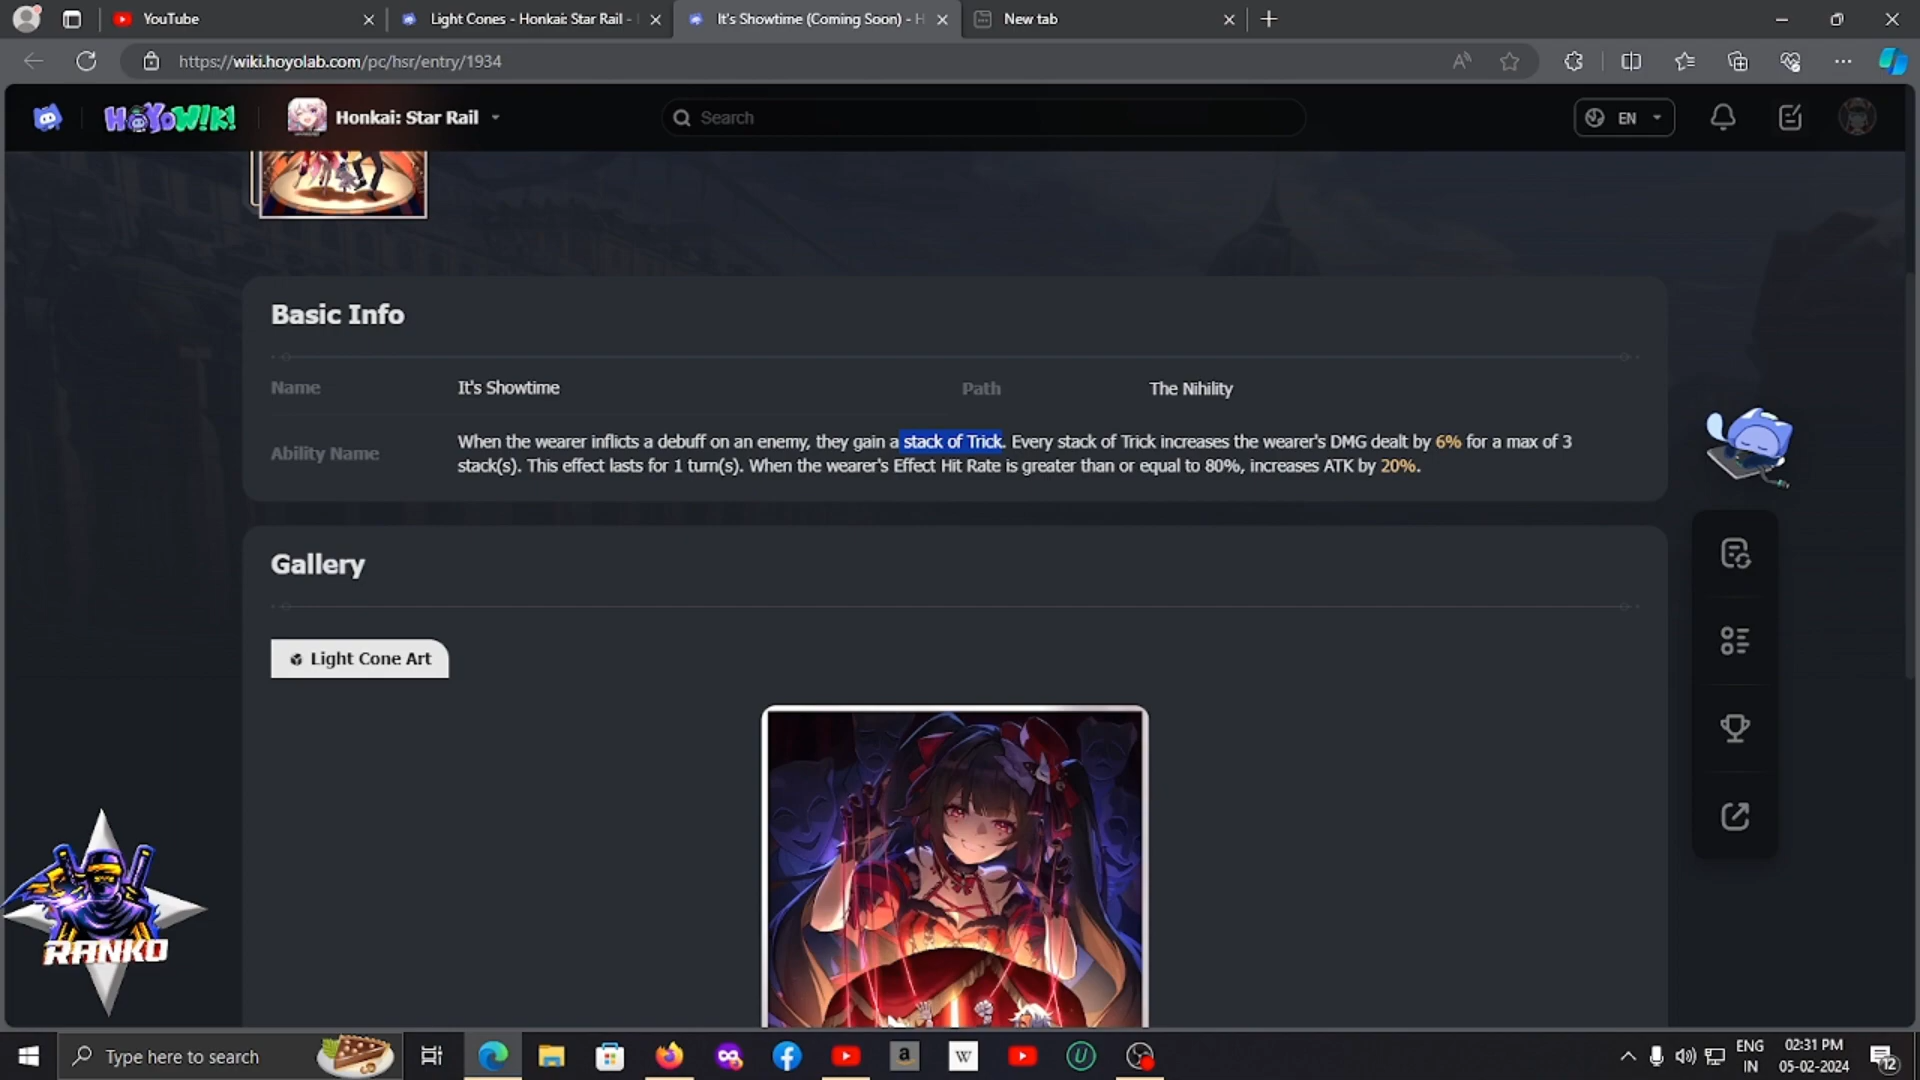 YouTube
Light Cones - Honkai: Star Rail -
It's Showtime (Coming Soon) - H
New tab
https://wiki.hoyolab.com/pc/hsr/entry/1934
HOYOWIKI
Honkai: Star Rail
Search
EN
Basic Info
Name
It's Showtime
Path
The Nihility
Ability Name
When the wearer inflicts a debuff on an enemy, they gain a stack of Trick. Every stack of Trick increases the wearer's DMG dealt by 6% for a max of 3
stack(s). This effect lasts for 1 turn(s). When the wearer's Effect Hit Rate is greater than or equal to 80%, increases ATK by 20%.
Gallery
Light Cone Art
RANKO
Type here to search
a
W
U
ENG
IN
02:31 PM
05-02-2024
12